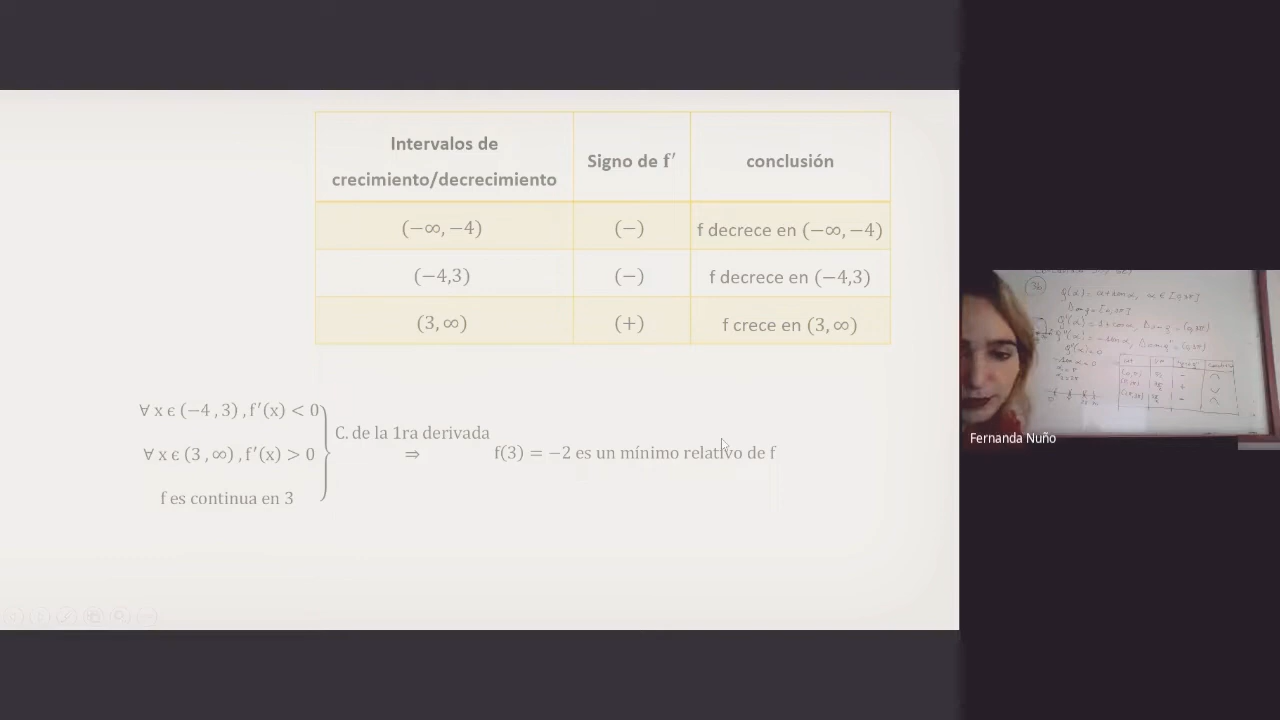 Intervalos de
crecimiento/decrecimiento
Signo de f′
conclusión
(−∞, −4)
(−)
f decrece en (−∞, −4)
(−4,3)
(−)
f decrece en (−4,3)
(3, ∞)
(+)
f crece en (3, ∞)
∀ x ϵ (−4 , 3) , f′(x) < 0
∀ x ϵ (3 , ∞) , f′(x) > 0
f es continua en 3
C. de la 1ra derivada
⇒
f(3) = −2 es un mínimo relativo de f
Fernanda Nuño